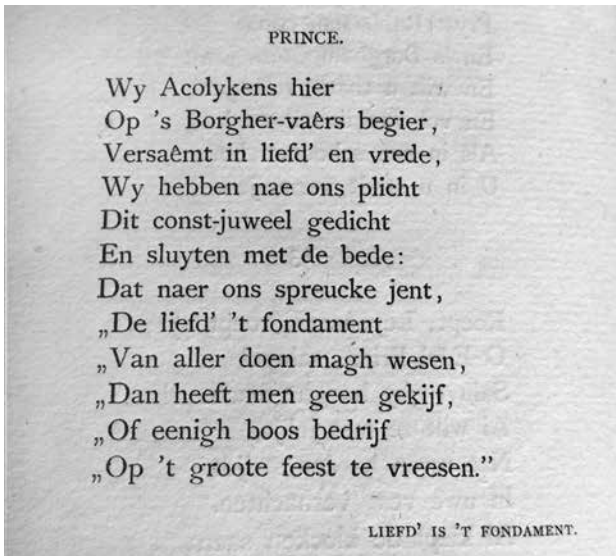 PRINCE.
Wy Acolykens hier
Op 's Borgher-vaêrs begier,
Versaêmt in liefd' en vrede,
Wy hebben nae ons plicht
Dit const-juweel gedicht
En sluyten met de bede:
Dat naer ons spreucke jent,
„De liefd' 't fondament
„Van aller doen magh wesen,
„Dan heeft men geen gekijf,
„Of eenigh boos bedrijf
„Op 't groote feest te vreesen.”
LIEFD' IS 'T FONDAMENT.